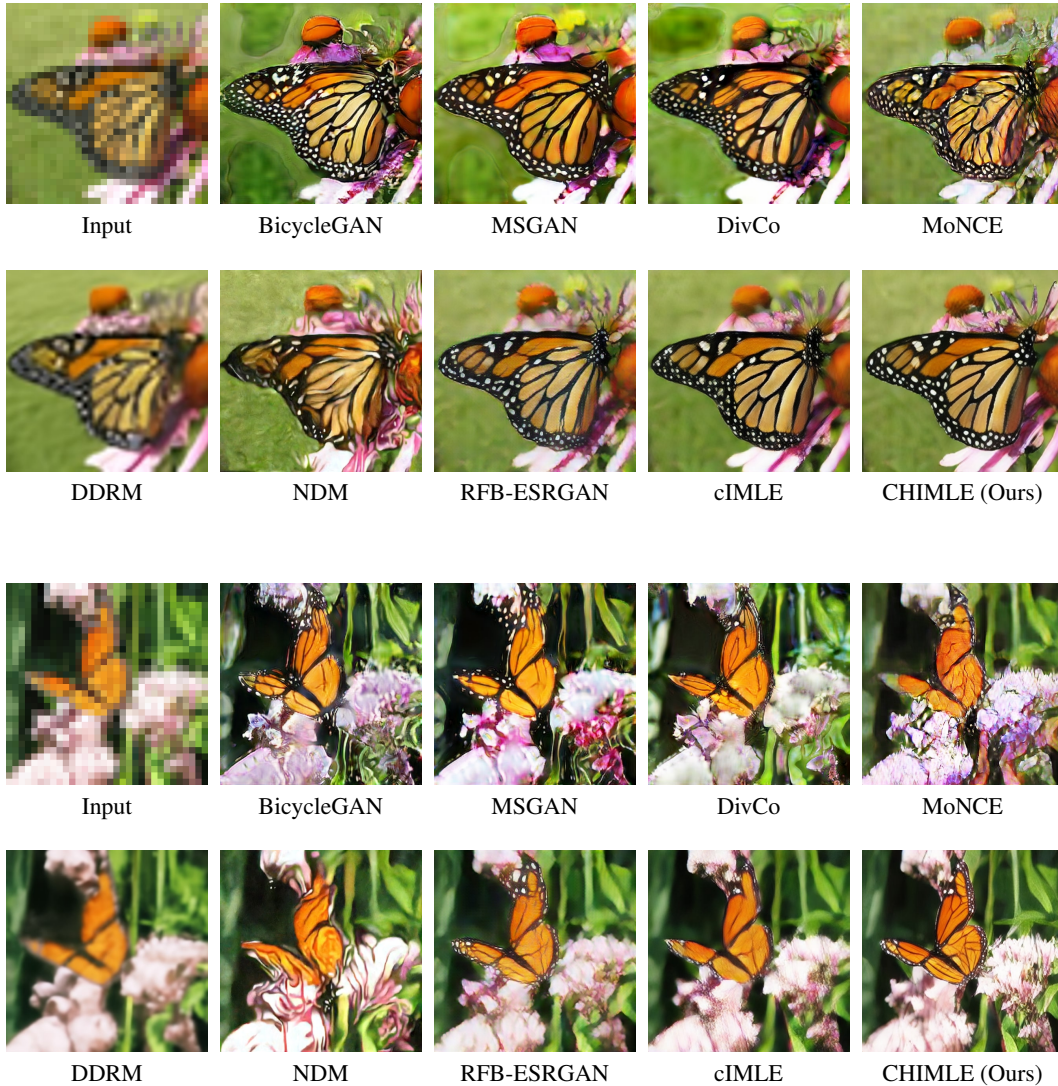 Input BicycleGAN MSGAN DivCo MoNCE
DDRM NDM RFB-ESRGAN cIMLE CHIMLE (Ours)
Input BicycleGAN MSGAN DivCo MoNCE
DDRM NDM RFB-ESRGAN cIMLE CHIMLE (Ours)